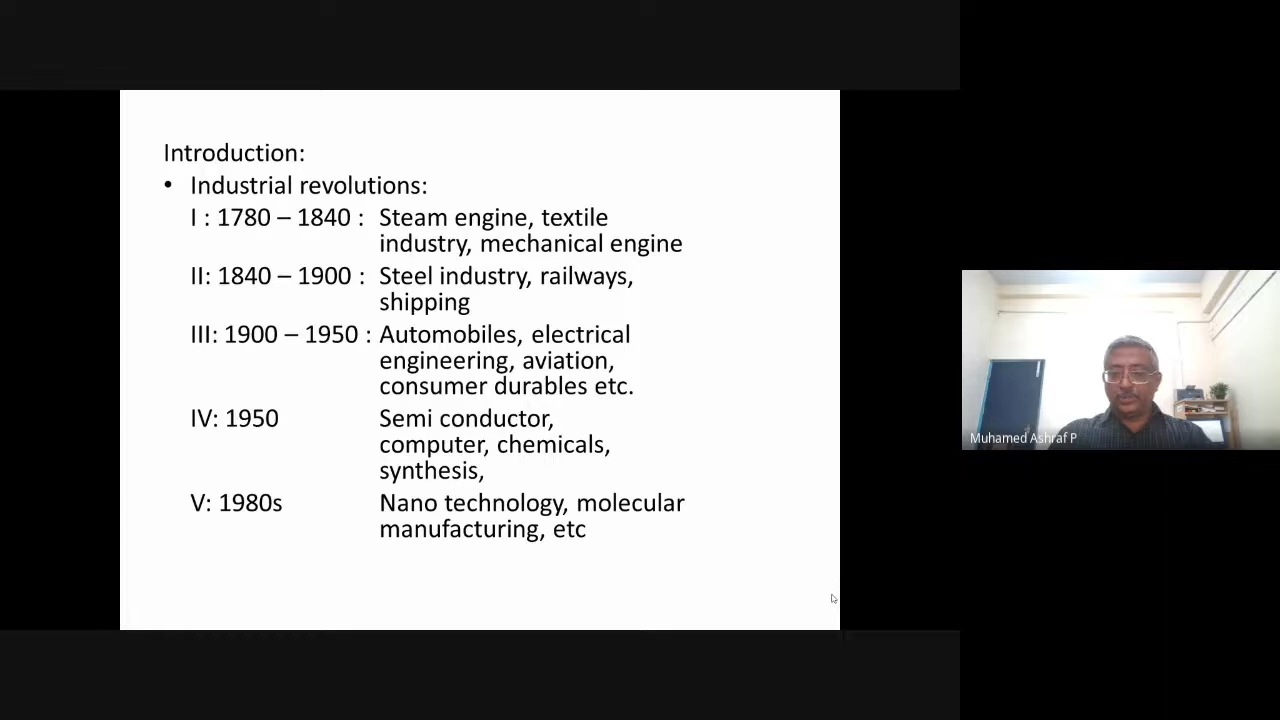 Introduction:
• Industrial revolutions:
I : 1780 – 1840 : Steam engine, textile
industry, mechanical engine
II: 1840 – 1900 : Steel industry, railways,
shipping
III: 1900 – 1950 : Automobiles, electrical
engineering, aviation,
consumer durables etc.
IV: 1950 Semi conductor,
computer, chemicals,
synthesis,
V: 1980s Nano technology, molecular
manufacturing, etc
Muhamed Ashraf P